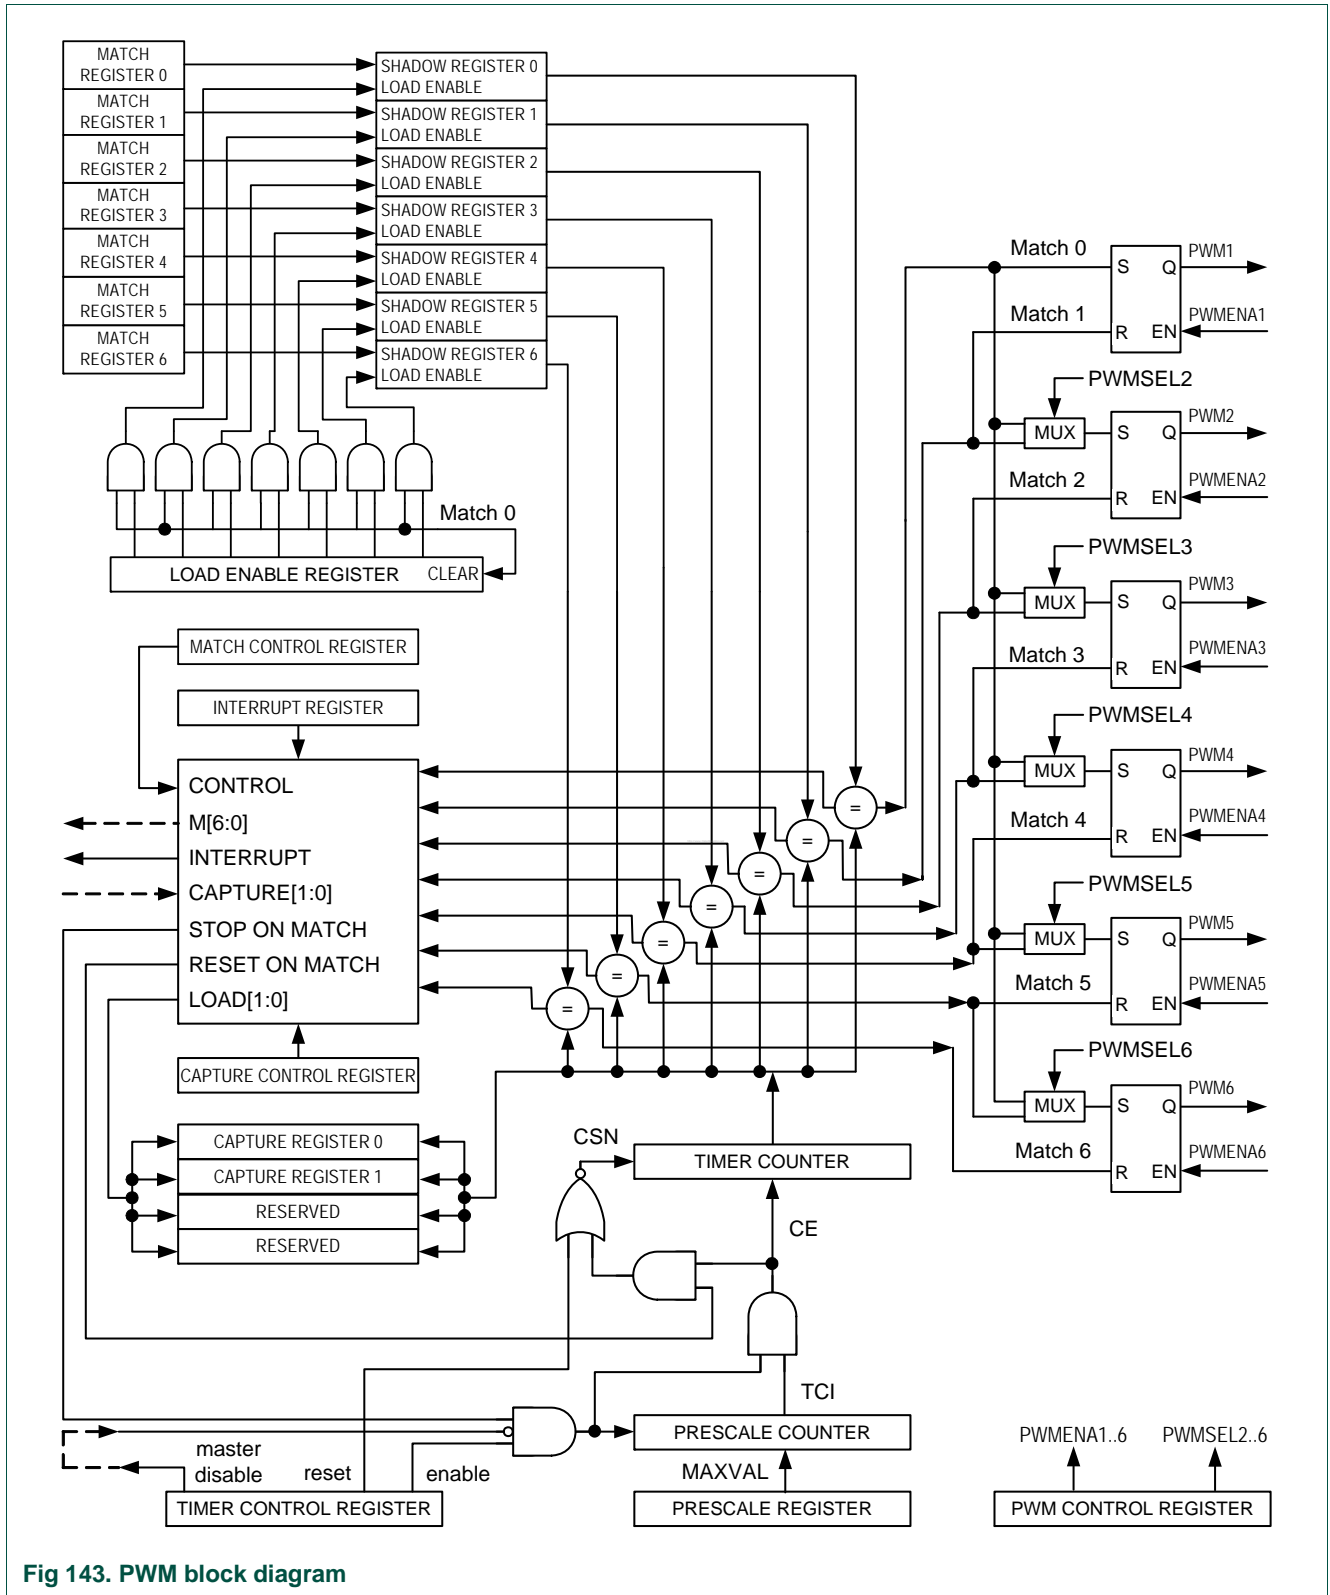 MATCH
REGISTER 0
MATCH
REGISTER 1
MATCH
REGISTER 2
MATCH
REGISTER 3
MATCH
REGISTER 4
MATCH
REGISTER 5
MATCH
REGISTER 6
SHADOW REGISTER 0
LOAD ENABLE
SHADOW REGISTER 1
LOAD ENABLE
SHADOW REGISTER 2
LOAD ENABLE
SHADOW REGISTER 3
LOAD ENABLE
SHADOW REGISTER 4
LOAD ENABLE
SHADOW REGISTER 5
LOAD ENABLE
SHADOW REGISTER 6
LOAD ENABLE
Match 0
LOAD ENABLE REGISTER CLEAR
MATCH CONTROL REGISTER
INTERRUPT REGISTER
CONTROL
M[6:0]
INTERRUPT
CAPTURE[1:0]
STOP ON MATCH
RESET ON MATCH
LOAD[1:0]
CAPTURE CONTROL REGISTER
CAPTURE REGISTER 0
CAPTURE REGISTER 1
RESERVED
RESERVED
=
=
=
=
=
=
=
Match 0
S Q PWM1
Match 1
R EN PWMENA1
PWMSEL2
MUX
S Q PWM2
Match 2
R EN PWMENA2
PWMSEL3
MUX
S Q PWM3
Match 3
R EN PWMENA3
PWMSEL4
MUX
S Q PWM4
Match 4
R EN PWMENA4
PWMSEL5
MUX
S Q PWM5
Match 5
R EN PWMENA5
PWMSEL6
MUX
S Q PWM6
Match 6
R EN PWMENA6
CSN
TIMER COUNTER
CE
TCI
PRESCALE COUNTER
MAXVAL
PRESCALE REGISTER
master
disable
reset
enable
TIMER CONTROL REGISTER
PWMENA1..6 PWMSEL2..6
PWM CONTROL REGISTER
Fig 143. PWM block diagram